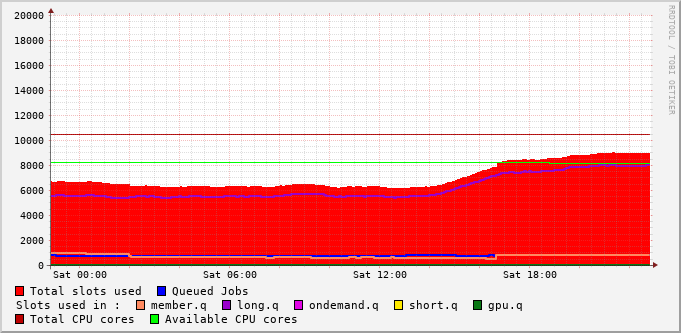 RRDTOOL / TOBI OETIKER
20000
18000
16000
14000
12000
10000
8000
6000
4000
2000
0
Sat 00:00 Sat 06:00 Sat 12:00 Sat 18:00
Total slots used Queued Jobs
Slots used in : member.q long.q ondemand.q short.q gpu.q
Total CPU cores Available CPU cores